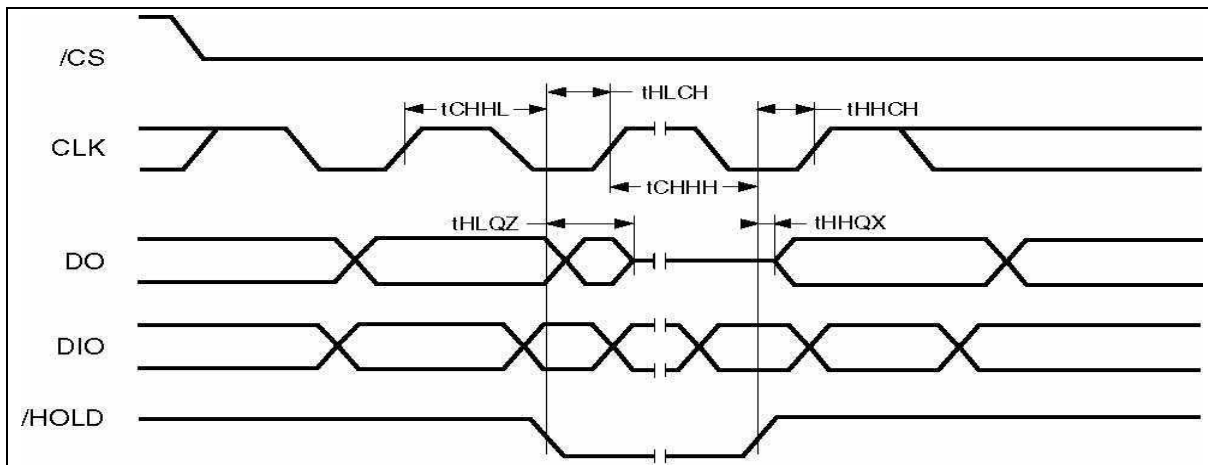 /CS
tHLCH
tHHCH
tCHHL
CLK
tCHHH
tHLQZ
tHHQX
DO
DIO
/HOLD